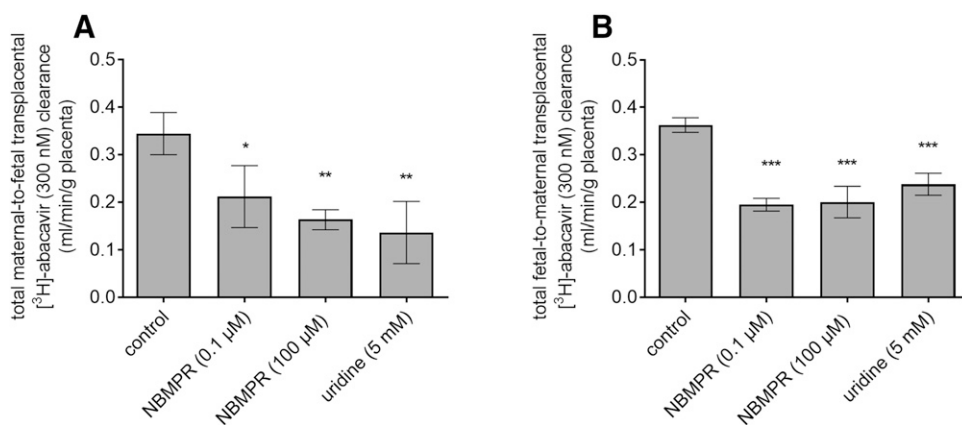 A
total maternal-to-fetal transplacental
[³H]-abacavir (300 nM) clearance
(ml/min/g placenta)
0.5
0.4
0.3
0.2
0.1
0.0
*
**
**
control
NBMPR (0.1 µM)
NBMPR (100 µM)
uridine (5 mM)
B
total fetal-to-maternal transplacental
[³H]-abacavir (300 nM) clearance
(ml/min/g placenta)
0.5
0.4
0.3
0.2
0.1
0.0
***
***
***
control
NBMPR (0.1 µM)
NBMPR (100 µM)
uridine (5 mM)